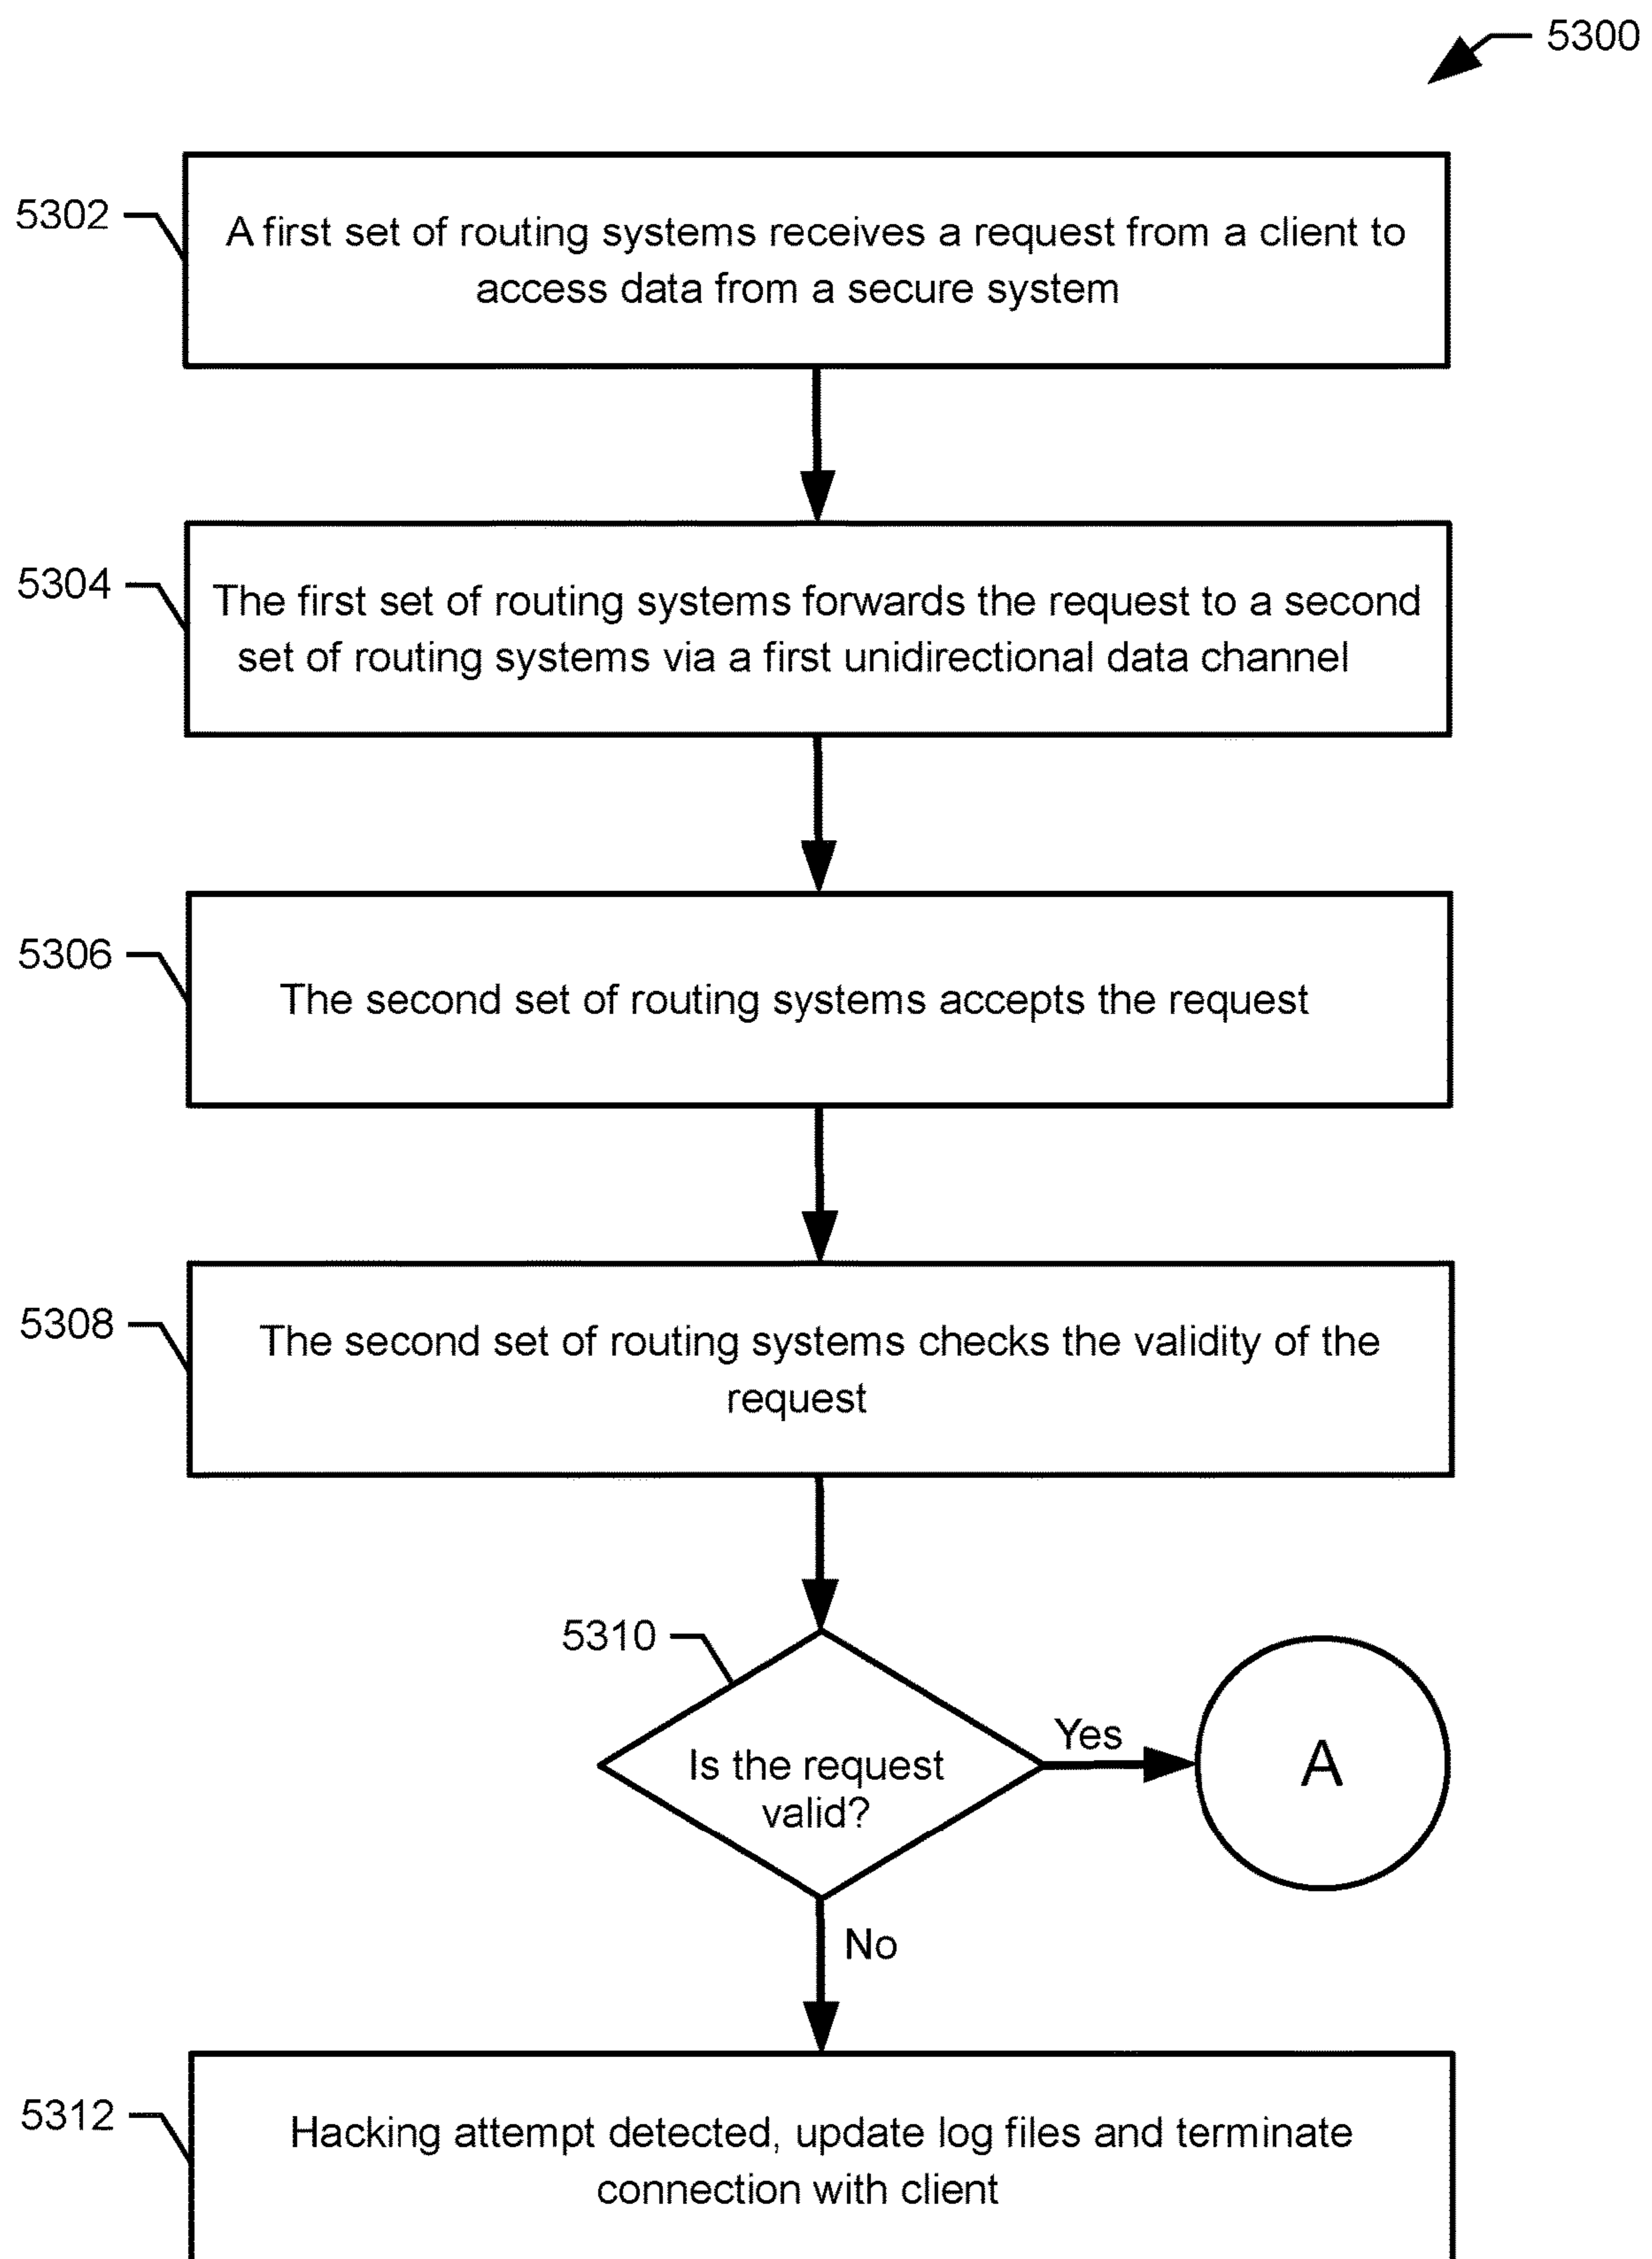 5300
5302
A first set of routing systems receives a request from a client to
access data from a secure system
5304
The first set of routing systems forwards the request to a second
set of routing systems via a first unidirectional data channel
5306
The second set of routing systems accepts the request
5308
The second set of routing systems checks the validity of the
request
5310
Is the request
valid?
Yes
A
No
5312
Hacking attempt detected, update log files and terminate
connection with client